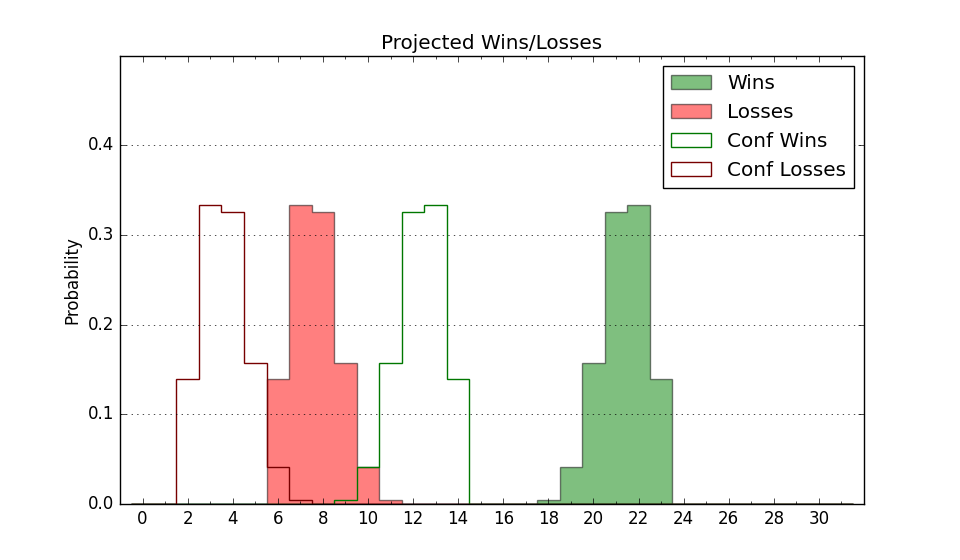 Projected Wins/Losses
Wins
Losses
Conf Wins
Conf Losses
Probability
0.4
0.3
0.2
0.1
0.0
0 2 4 6 8 10 12 14 16 18 20 22 24 26 28 30